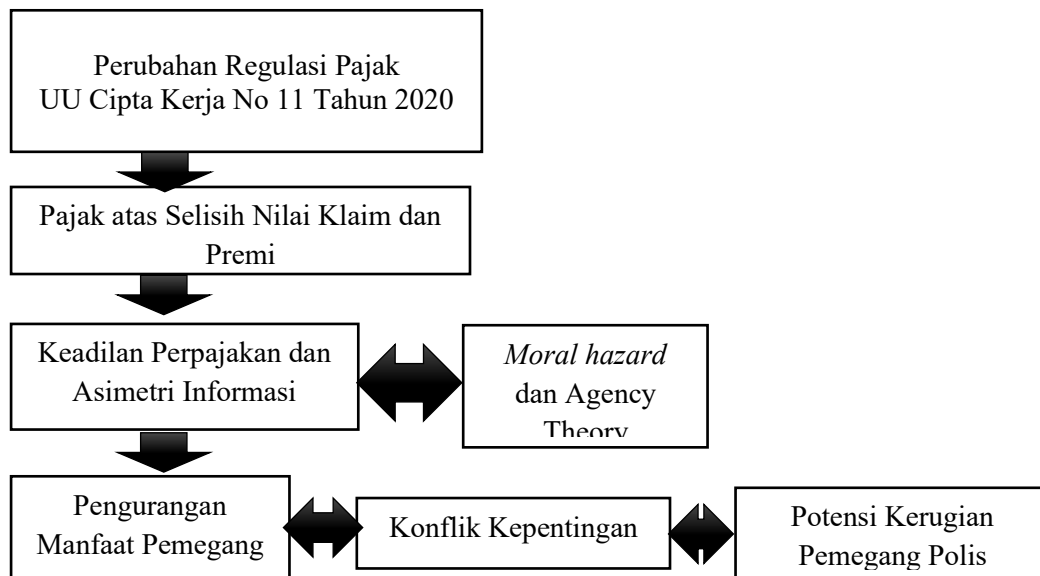 Perubahan Regulasi Pajak
UU Cipta Kerja No 11 Tahun 2020
Pajak atas Selisih Nilai Klaim dan
Premi
Keadilan Perpajakan dan
Asimetri Informasi
Moral hazard
dan Agency
Theory
Pengurangan
Manfaat Pemegang
Konflik Kepentingan
Potensi Kerugian
Pemegang Polis